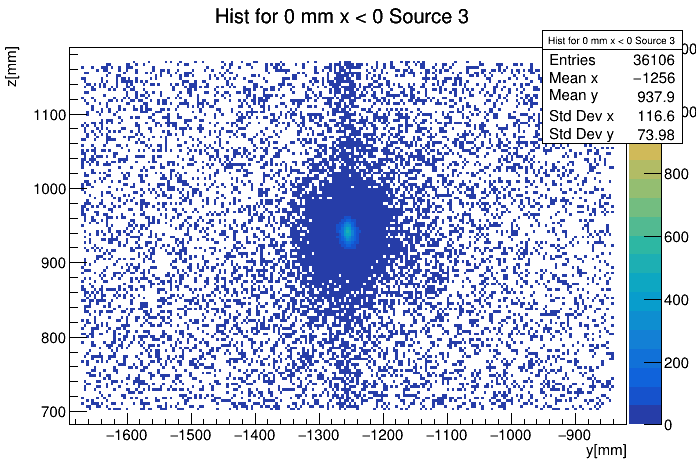 Hist for 0 mm x < 0 Source 3
z[mm]
Hist for 0 mm x < 0 Source 3
Entries 36106
Mean x −1256
Mean y 937.9
Std Dev x 116.6
Std Dev y 73.98
1100
1000
900
800
700
−1600 −1500 −1400 −1300 −1200 −1100 −1000 −900
y[mm]
800
600
400
200
0